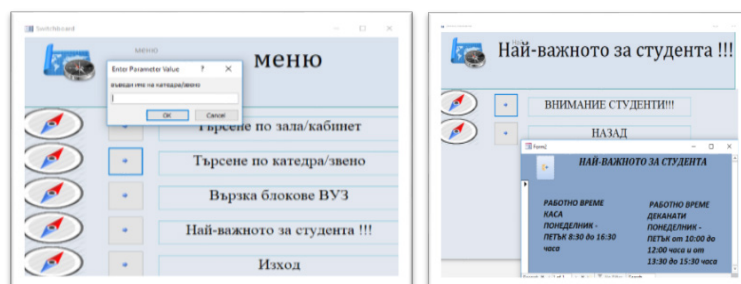 Switchboard
МЕНЮ
меню
Enter Parameter Value ? X
въведи име на катедра/звено
OK Cancel
Търсене по зала/кабинет
Търсене по катедра/звено
Връзка блокове ВУЗ
Най-важното за студента !!!
Изход
Най-важното за студента !!!
ВНИМАНИЕ СТУДЕНТИ!!!
НАЗАД
НАЙ-ВАЖНОТО ЗА СТУДЕНТА
РАБОТНО ВРЕМЕ
КАСА
ПОНЕДЕЛНИК -
ПЕТЪК 8:30 до 16:30
часа
РАБОТНО ВРЕМЕ
ДЕКАНАТИ
ПОНЕДЕЛНИК -
ПЕТЪК от 10:00 до
12:00 часа и от
13:30 до 15:30 часа